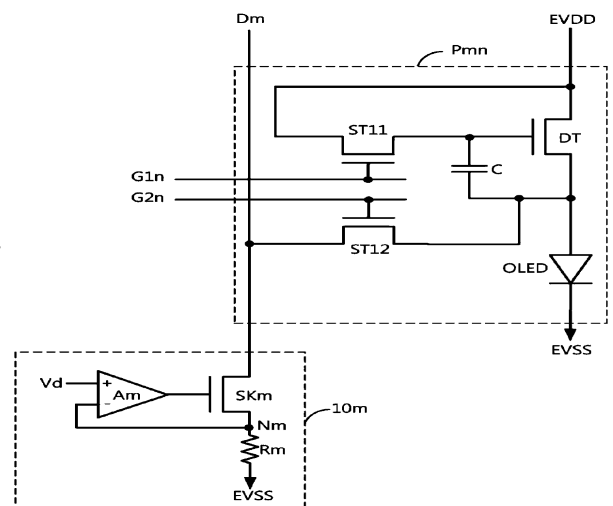 Dm
EVDD
Pmn
ST11
DT
G1n
C
G2n
ST12
OLED
EVSS
Vd
+
Am
-
SKm
10m
Nm
Rm
EVSS